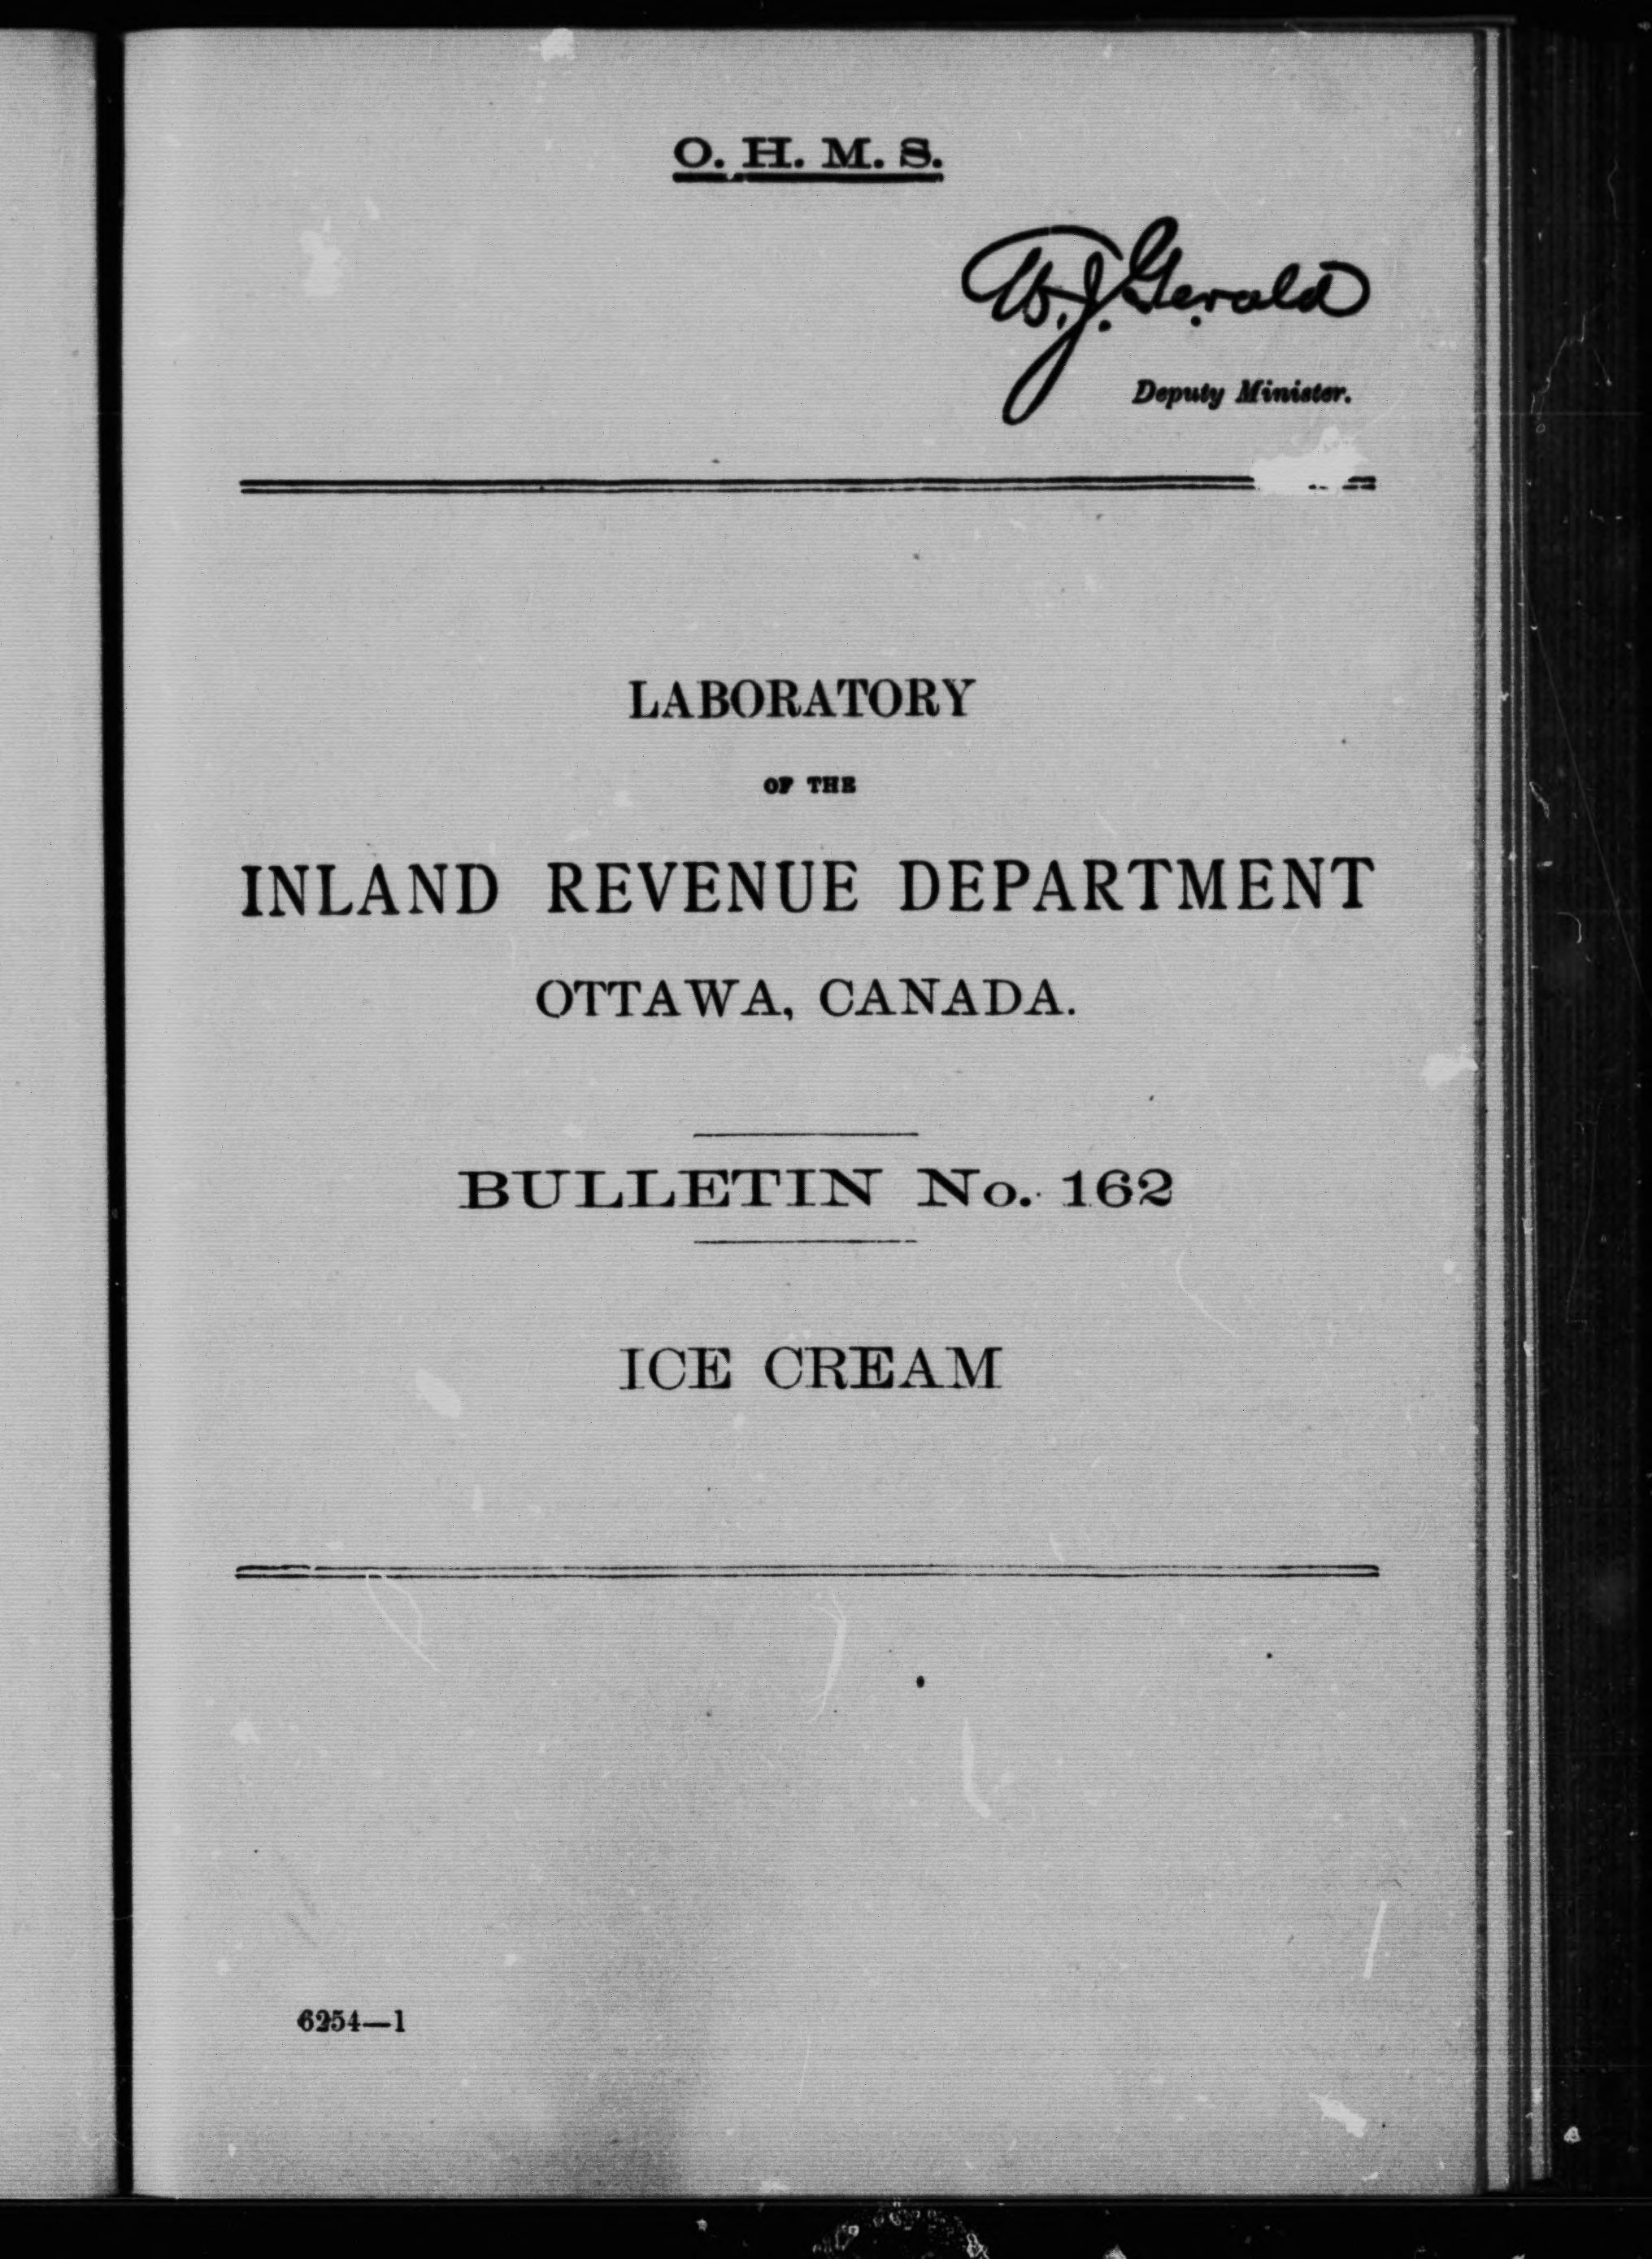 O. H. M. S.
W. J. Gerald
Deputy Minister.
LABORATORY
OF THE
INLAND REVENUE DEPARTMENT
OTTAWA, CANADA.
BULLETIN No. 162
ICE CREAM
6254—1